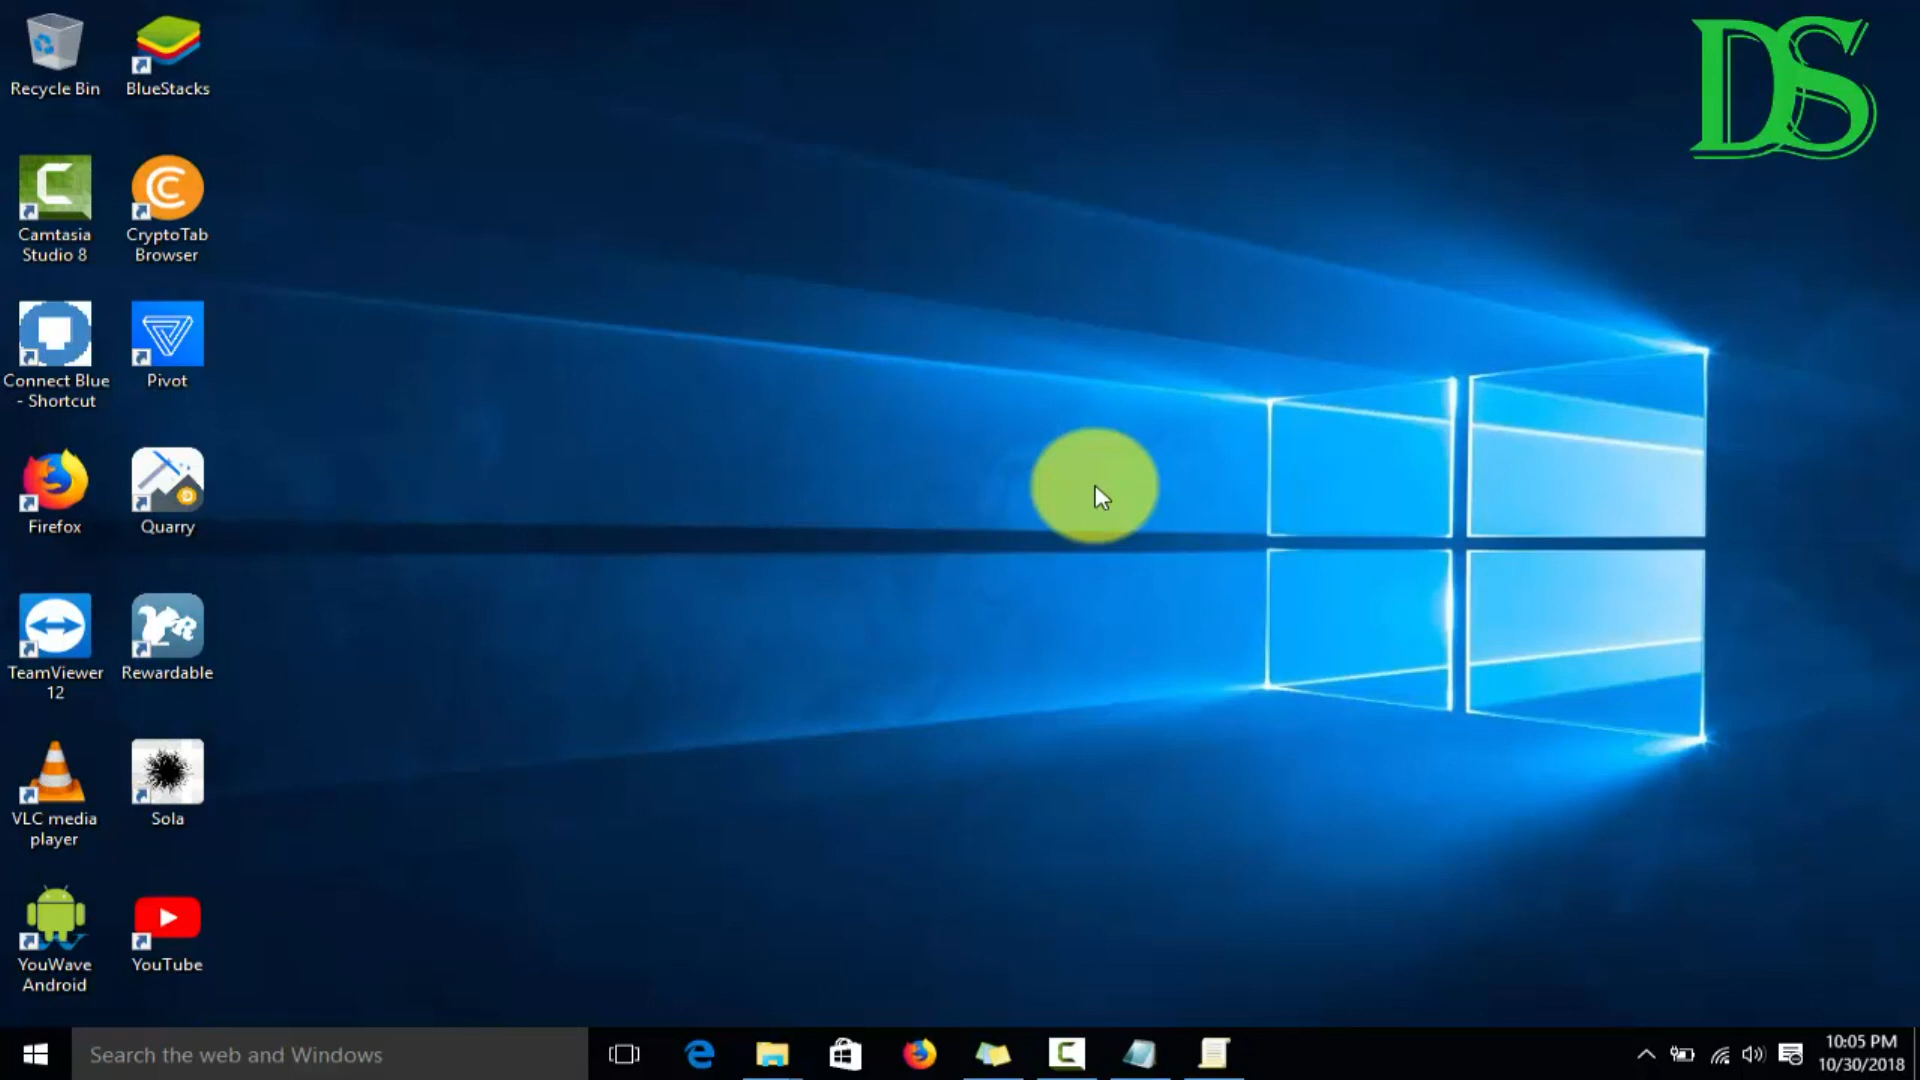 DS
Recycle Bin
BlueStacks
Camtasia
Studio 8
CryptoTab
Browser
Connect Blue
- Shortcut
Pivot
Firefox
Quarry
TeamViewer
12
Rewardable
VLC media
player
Sola
YouWave
Android
YouTube
Search the web and Windows
10:05 PM
10/30/2018